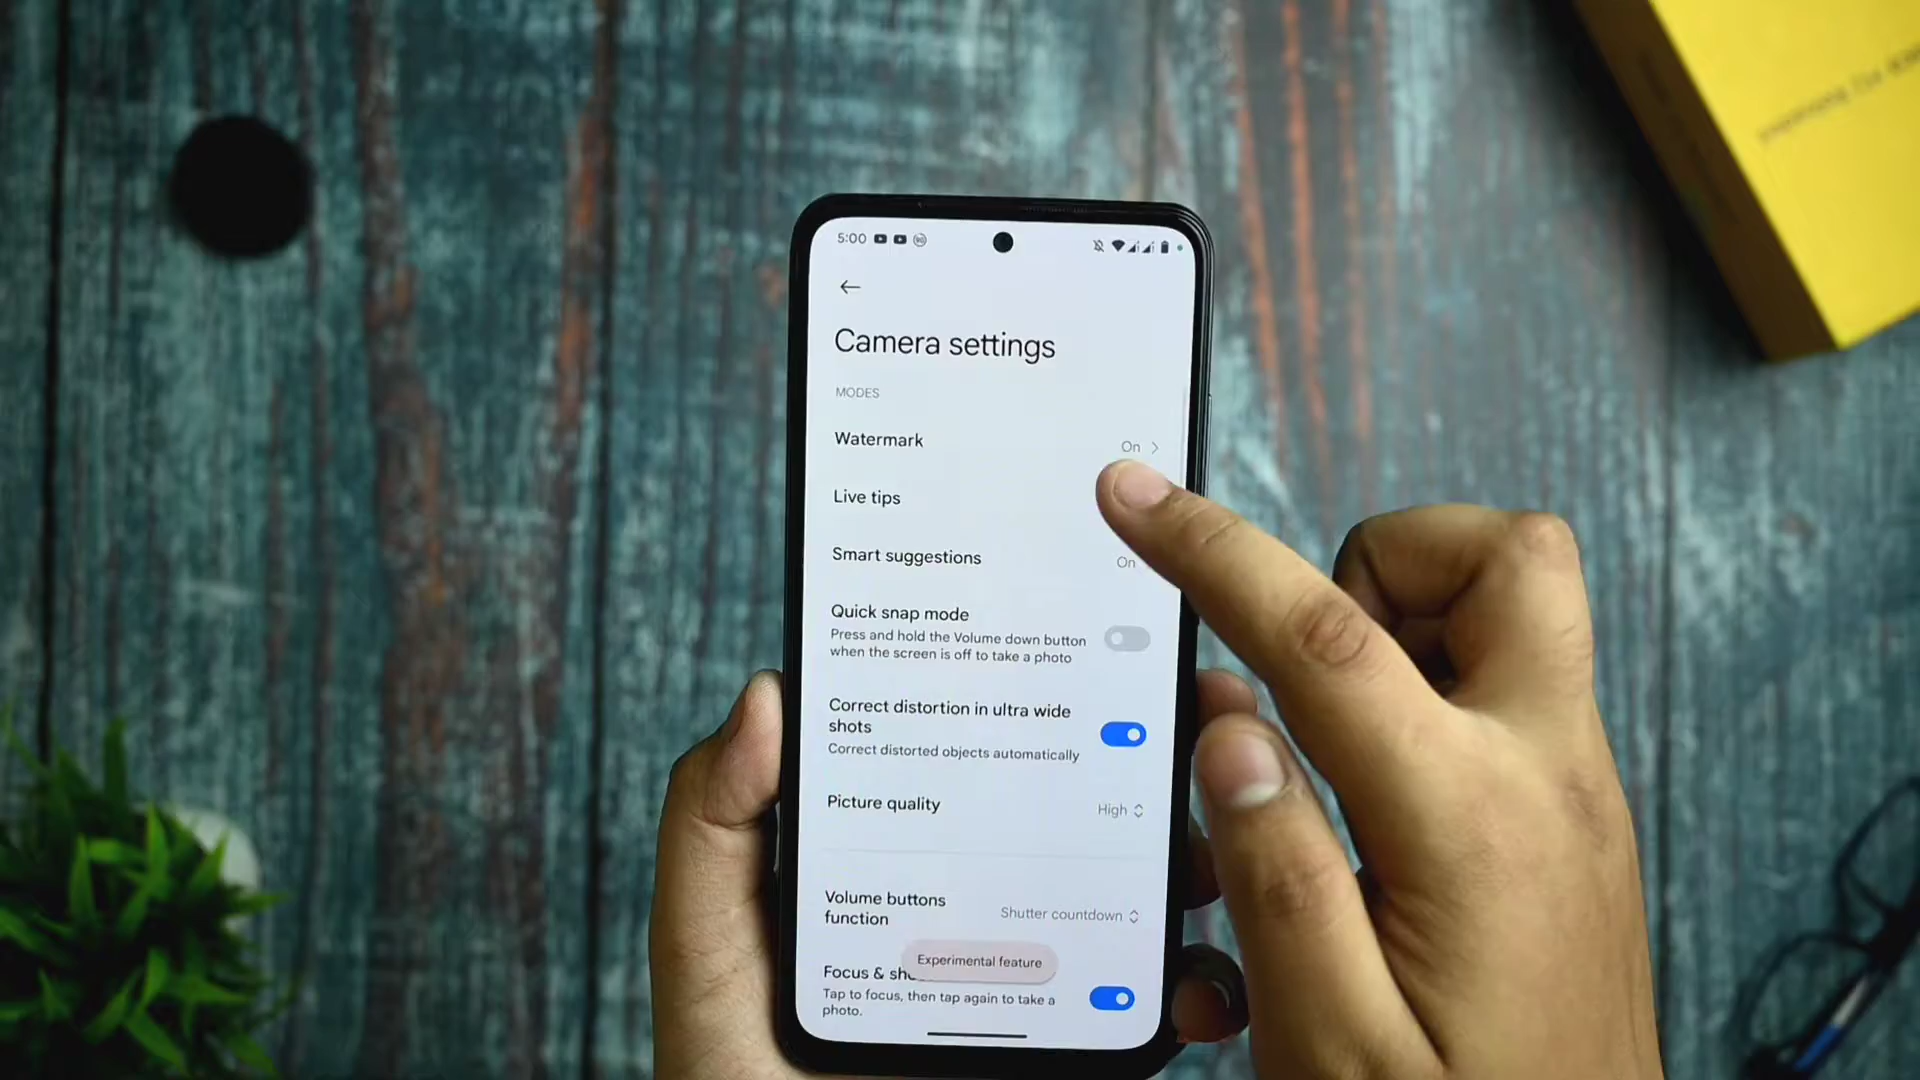 5:00
Camera settings
MODES
Watermark
On
Live tips
Smart suggestions
On
Quick snap mode
Press and hold the Volume down button
when the screen is off to take a photo
Correct distortion in ultra wide
shots
Correct distorted objects automatically
Picture quality
High
Volume buttons
function
Shutter countdown
Experimental feature
Focus &
Tap to focus, then tap again to take a
photo.